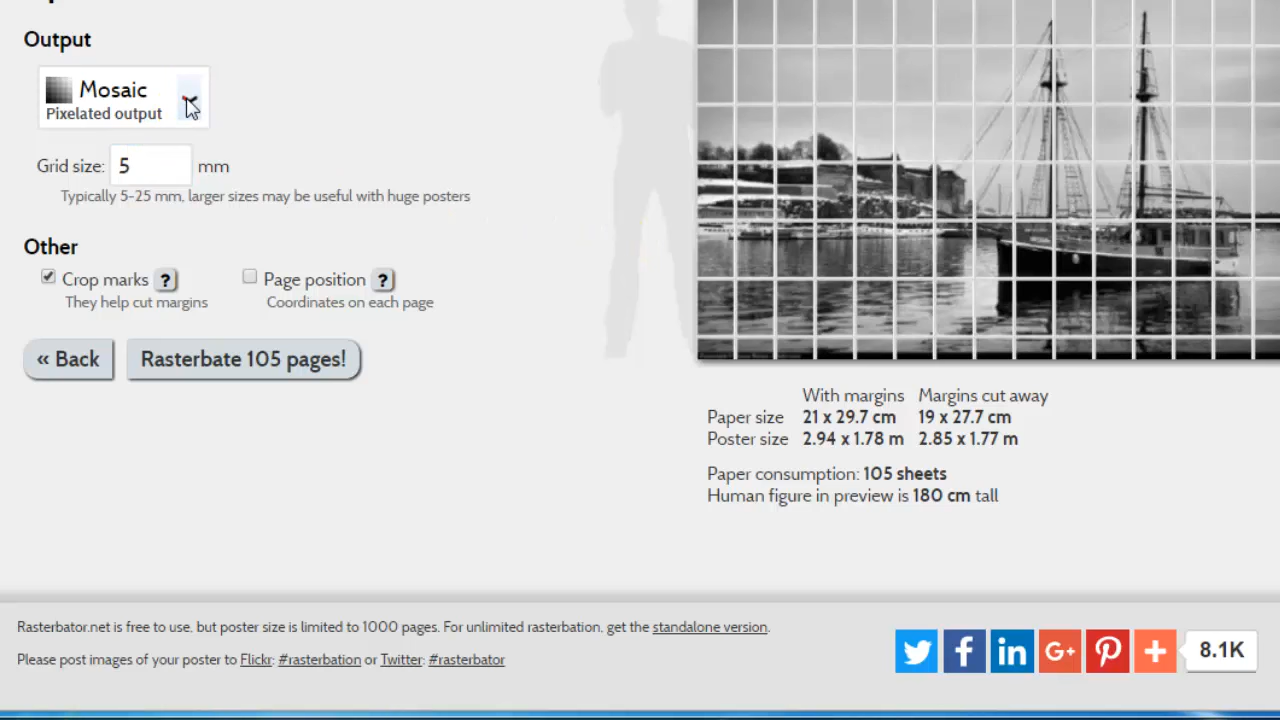 Output
Mosaic
Pixelated output
Grid size: 5 mm
Typically 5-25 mm, larger sizes may be useful with huge posters
Other
Crop marks ?
They help cut margins
Page position ?
Coordinates on each page
« Back
Rasterbate 105 pages!
With margins Margins cut away
Paper size 21 x 29.7 cm 19 x 27.7 cm
Poster size 2.94 x 1.78 m 2.85 x 1.77 m
Paper consumption: 105 sheets
Human figure in preview is 180 cm tall
Rasterbator.net is free to use, but poster size is limited to 1000 pages. For unlimited rasterbation, get the standalone version.
Please post images of your poster to Flickr: #rasterbation or Twitter: #rasterbator
in
G+
8.1K